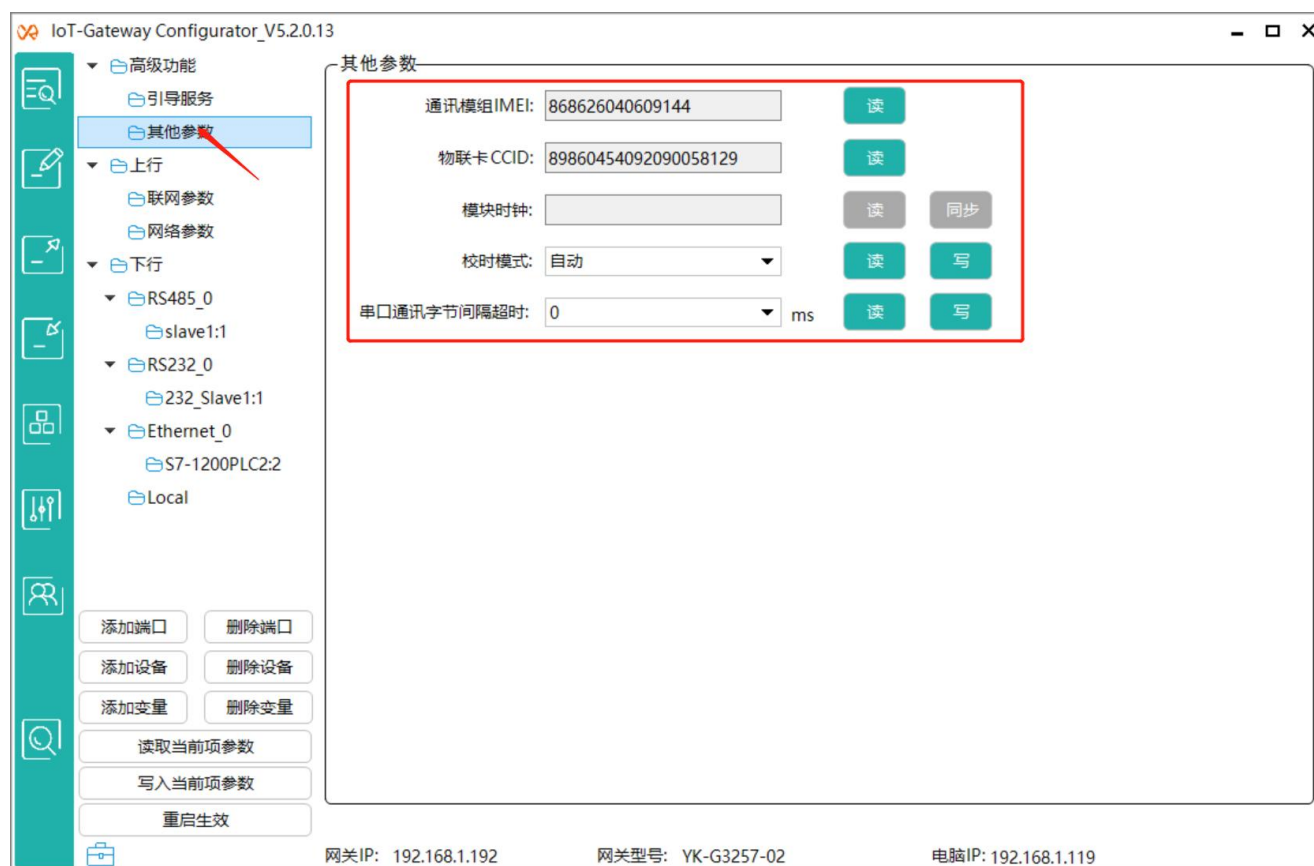 IoT-Gateway Configurator_V5.2.0.13
高级功能
引导服务
其他参数
上行
联网参数
网络参数
下行
RS485_0
slave1:1
RS232_0
232_Slave1:1
Ethernet_0
S7-1200PLC2:2
Local
添加端口 删除端口
添加设备 删除设备
添加变量 删除变量
读取当前项参数
写入当前项参数
重启生效
其他参数
通讯模组IMEI: 868626040609144 读
物联卡CCID: 89860454092090058129 读
模块时钟: 读 同步
校时模式: 自动 读 写
串口通讯字节间隔超时: 0 ms 读 写
网关IP: 192.168.1.192 网关型号: YK-G3257-02 电脑IP: 192.168.1.119